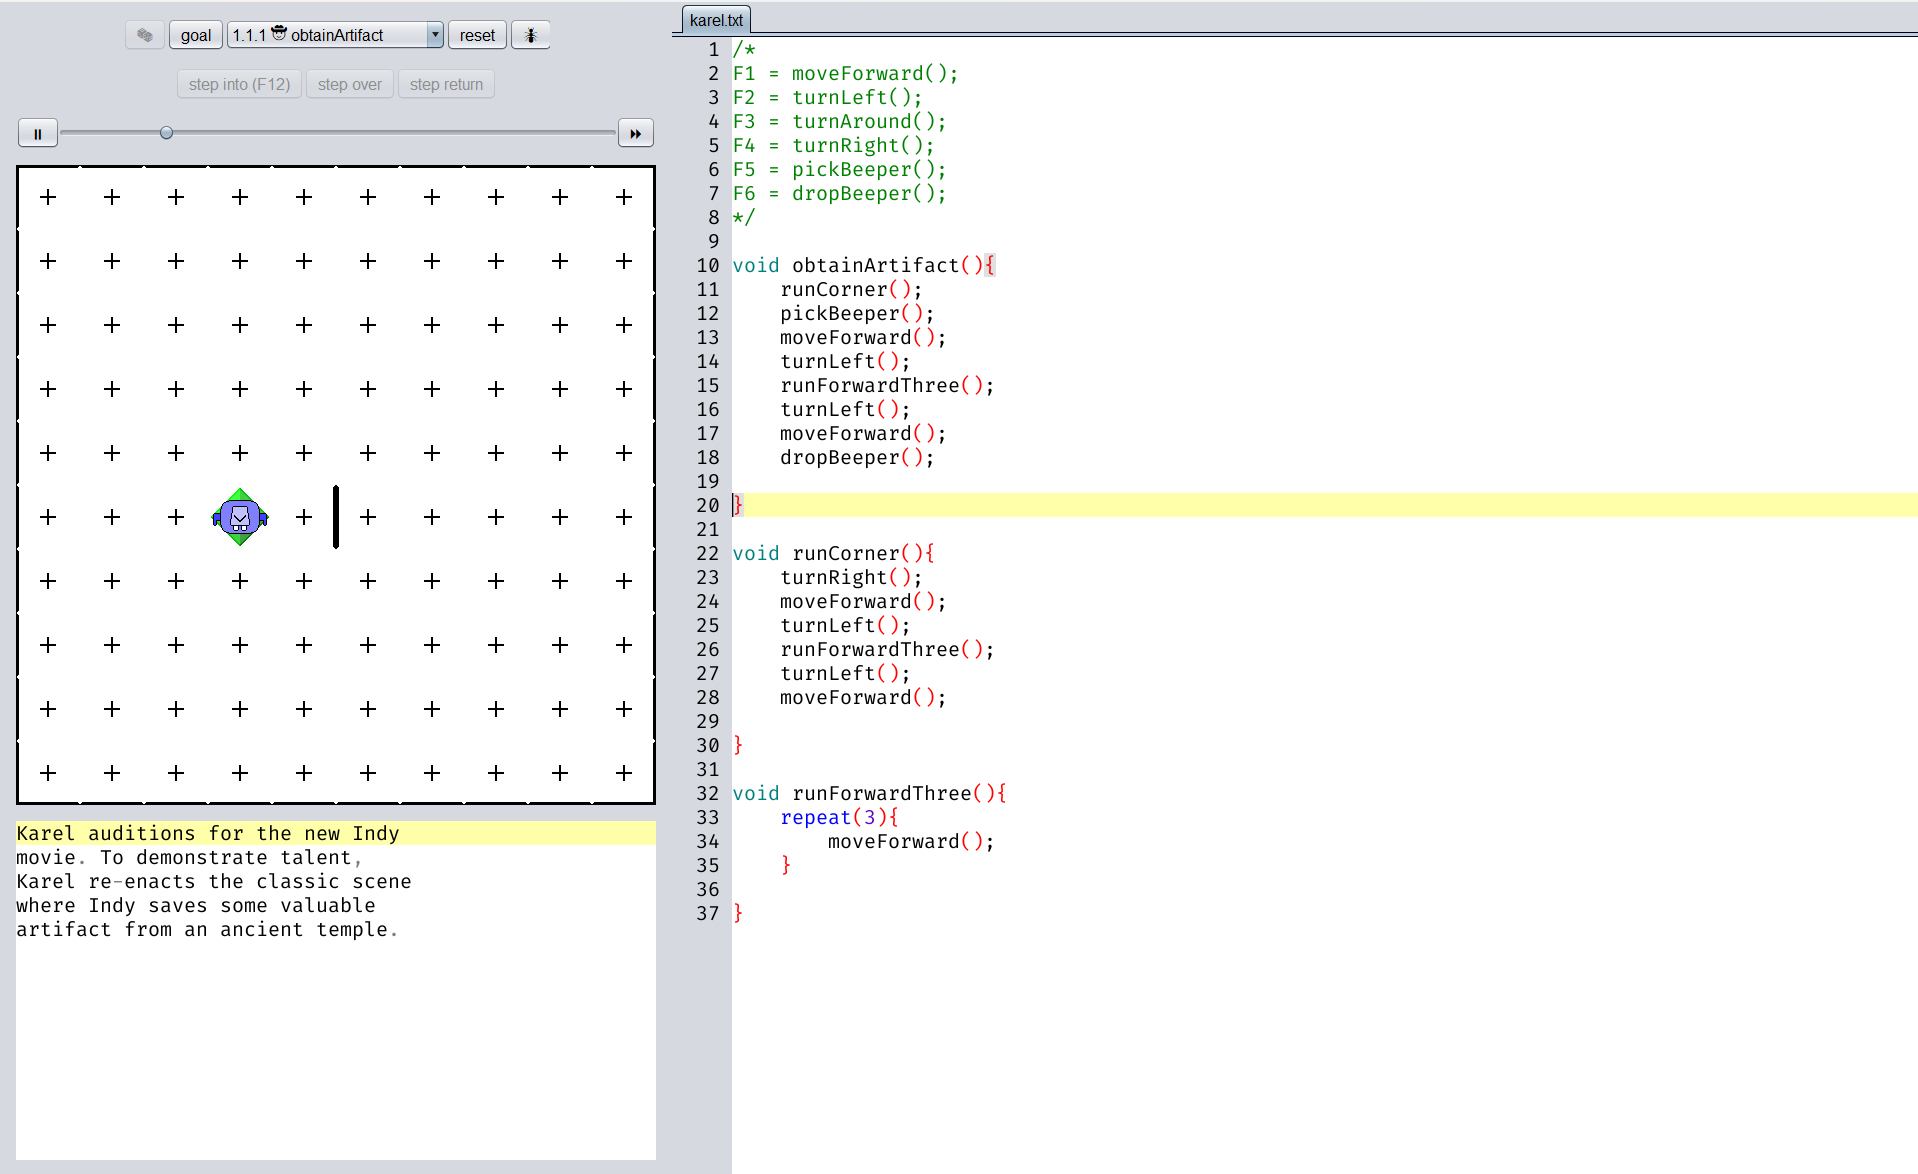 goal
1.1.1 obtainArtifact
reset
step into (F12)
step over
step return
Karel auditions for the new Indy
movie. To demonstrate talent,
Karel re-enacts the classic scene
where Indy saves some valuable
artifact from an ancient temple.
karel.txt
1 /*
2 F1 = moveForward();
3 F2 = turnLeft();
4 F3 = turnAround();
5 F4 = turnRight();
6 F5 = pickBeeper();
7 F6 = dropBeeper();
8 */
9
10 void obtainArtifact(){
11 runCorner();
12 pickBeeper();
13 moveForward();
14 turnLeft();
15 runForwardThree();
16 turnLeft();
17 moveForward();
18 dropBeeper();
19
20 }
21
22 void runCorner(){
23 turnRight();
24 moveForward();
25 turnLeft();
26 runForwardThree();
27 turnLeft();
28 moveForward();
29
30 }
31
32 void runForwardThree(){
33 repeat(3){
34 moveForward();
35 }
36
37 }